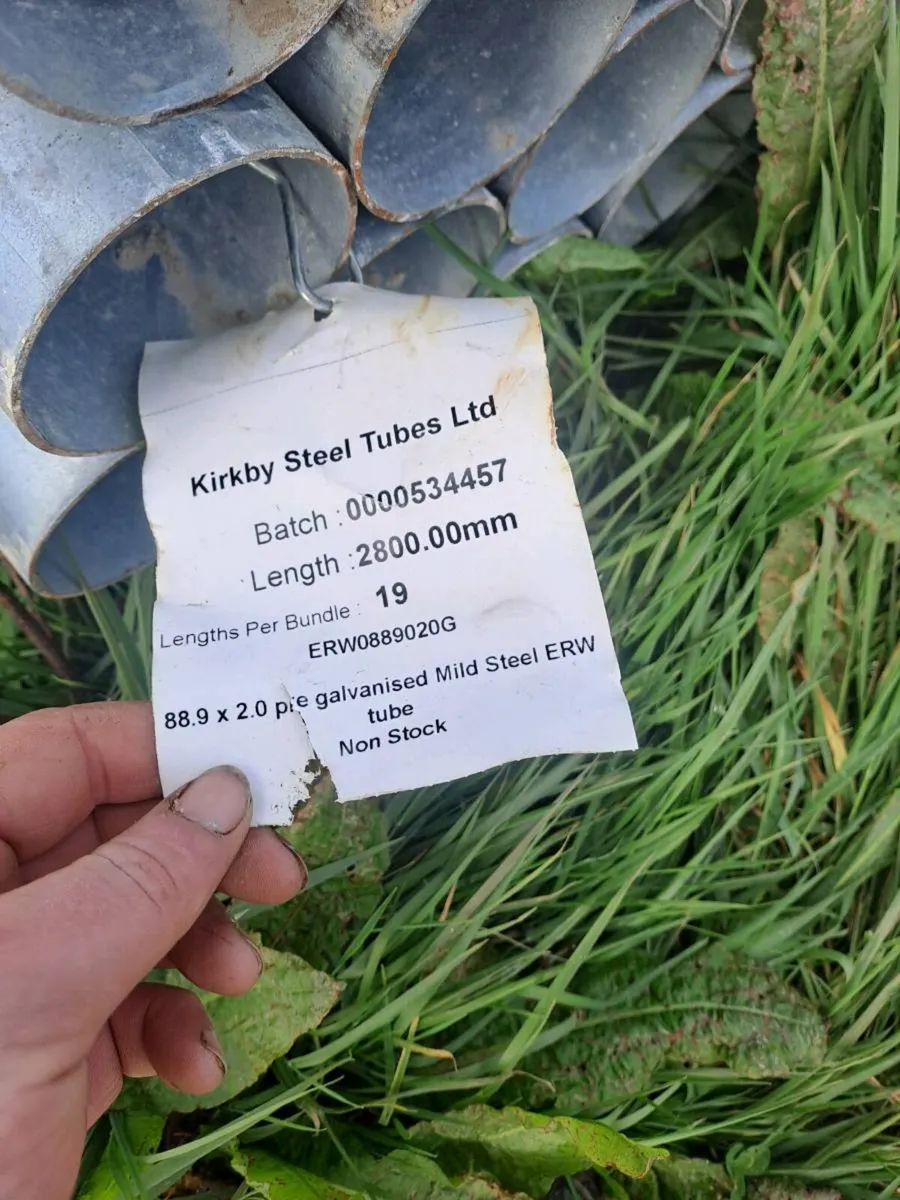 Kirkby Steel Tubes Ltd
Batch :0000534457
Length :2800.00mm
Lengths Per Bundle : 19
ERW0889020G
88.9 x 2.0 pre galvanised Mild Steel ERW
tube
Non Stock